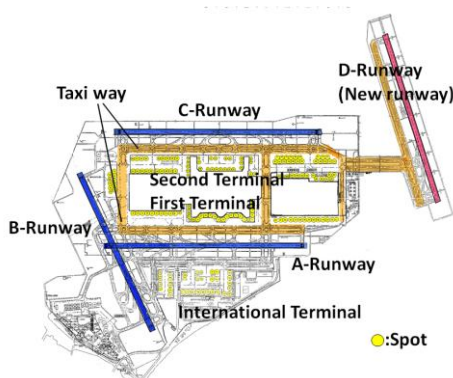 D-Runway
(New runway)
Taxi way
C-Runway
Second Terminal
First Terminal
B-Runway
A-Runway
International Terminal
:Spot